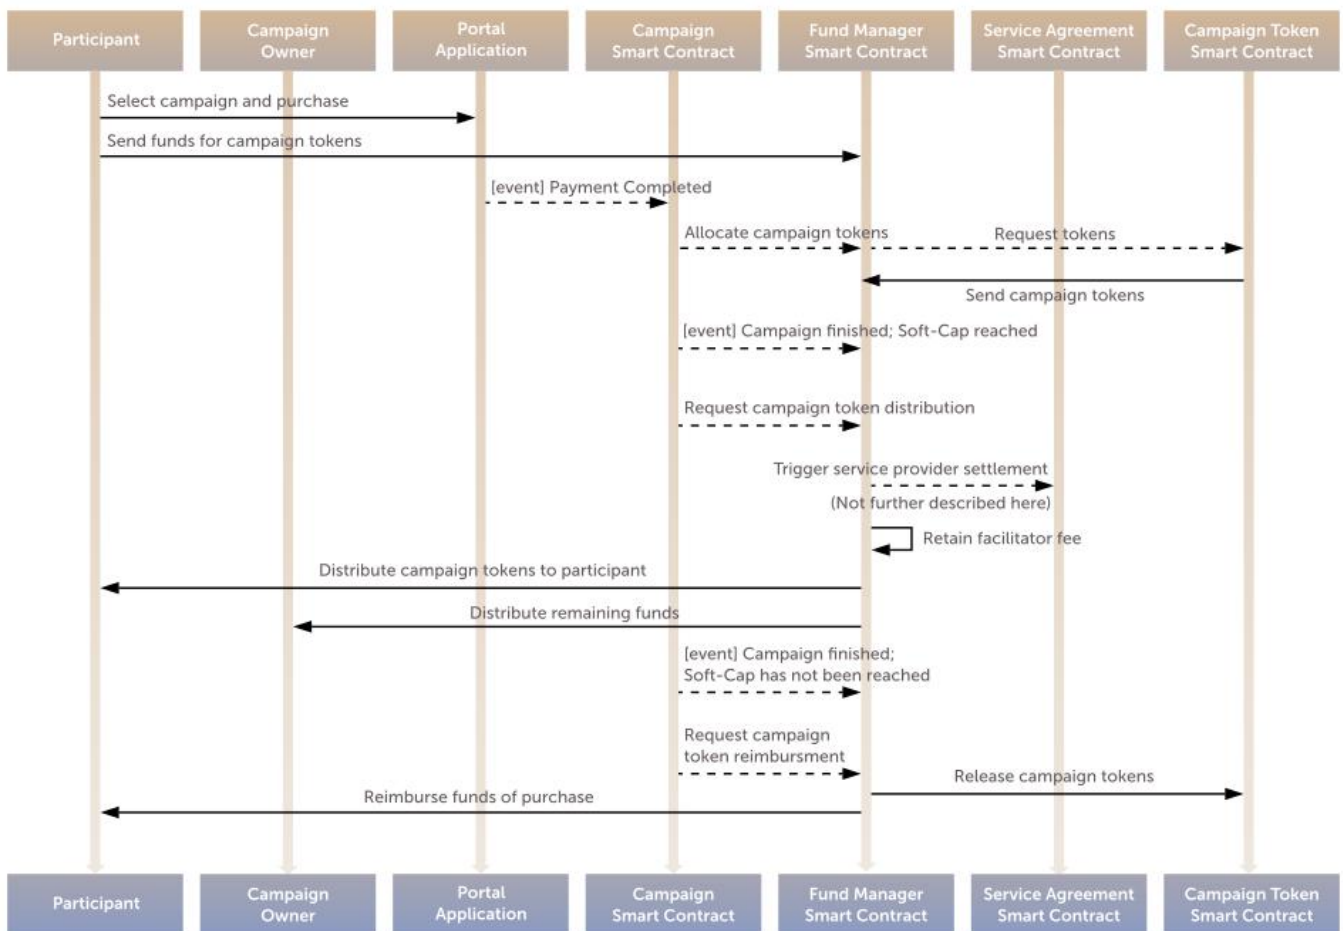 Participant
Campaign
Owner
Portal
Application
Campaign
Smart Contract
Fund Manager
Smart Contract
Service Agreement
Smart Contract
Campaign Token
Smart Contract
Select campaign and purchase
Send funds for campaign tokens
[event] Payment Completed
Allocate campaign tokens
Request tokens
Send campaign tokens
[event] Campaign finished; Soft-Cap reached
Request campaign token distribution
Trigger service provider settlement
(Not further described here)
Retain facilitator fee
Distribute campaign tokens to participant
Distribute remaining funds
[event] Campaign finished;
Soft-Cap has not been reached
Request campaign
token reimbursment
Release campaign tokens
Reimburse funds of purchase
Participant
Campaign
Owner
Portal
Application
Campaign
Smart Contract
Fund Manager
Smart Contract
Service Agreement
Smart Contract
Campaign Token
Smart Contract